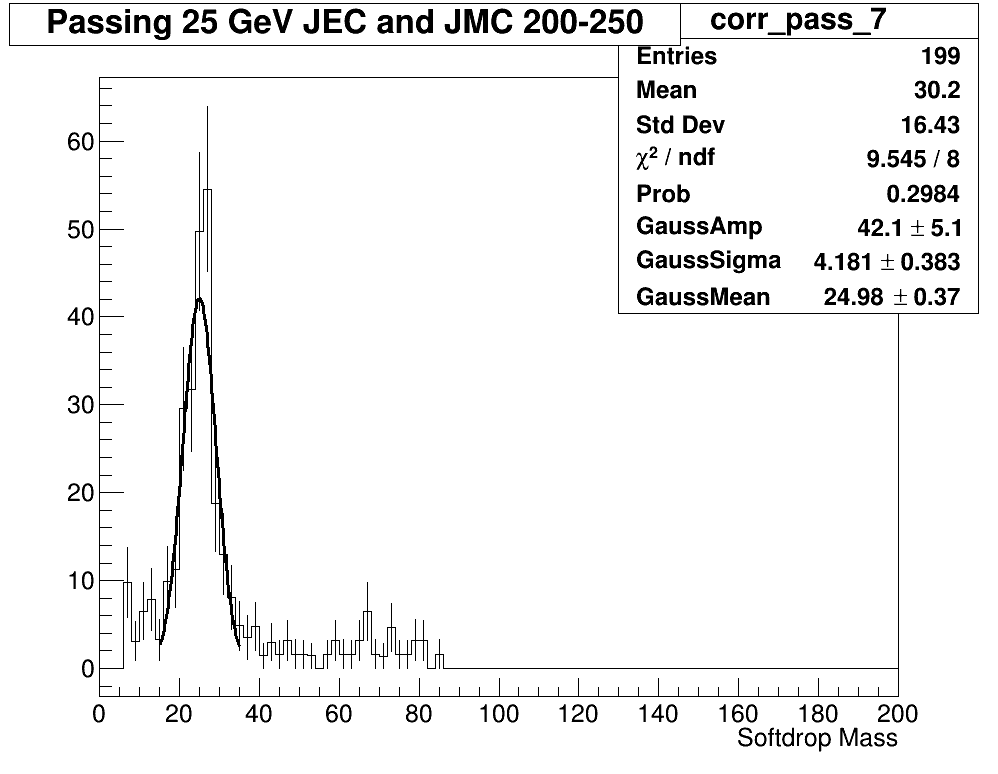 Passing 25 GeV JEC and JMC 200-250
corr_pass_7
Entries 199
Mean 30.2
Std Dev 16.43
χ² / ndf 9.545 / 8
Prob 0.2984
GaussAmp 42.1 ± 5.1
GaussSigma 4.181 ± 0.383
GaussMean 24.98 ± 0.37
60
50
40
30
20
10
0
0 20 40 60 80 100 120 140 160 180 200
Softdrop Mass